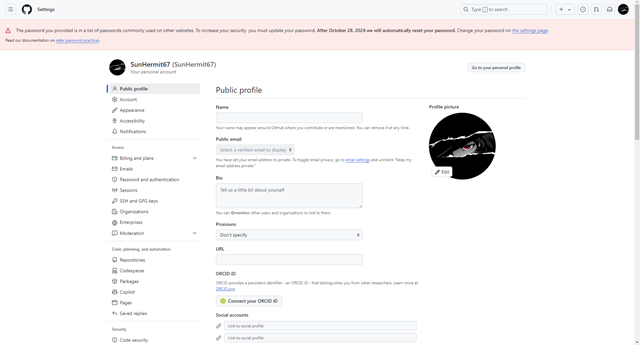 Settings
Type / to search
The password you provided is in a list of passwords commonly used on other websites. To increase your security, you must update your password. After October 28, 2024 we will automatically reset your password. Change your password on the settings page.
Read our documentation on safer password practices.
SunHermit67 (SunHermit67)
Your personal account
Go to your personal profile
Public profile
Account
Appearance
Accessibility
Notifications
Access
Billing and plans
Emails
Password and authentication
Sessions
SSH and GPG keys
Organizations
Enterprises
Moderation
Code, planning, and automation
Repositories
Codespaces
Packages
Copilot
Pages
Saved replies
Security
Code security
Public profile
Name
Your name may appear around GitHub where you contribute or are mentioned. You can remove it at any time.
Public email
Select a verified email to display
You have set your email address to private. To toggle email privacy, go to email settings and uncheck "Keep my
email address private."
Bio
Tell us a little bit about yourself
You can @mention other users and organizations to link to them.
Pronouns
Don't specify
URL
ORCID iD
ORCID provides a persistent identifier - an ORCID iD - that distinguishes you from other researchers. Learn more at
ORCID.org.
Connect your ORCID iD
Social accounts
Link to social profile
Link to social profile
Profile picture
Edit